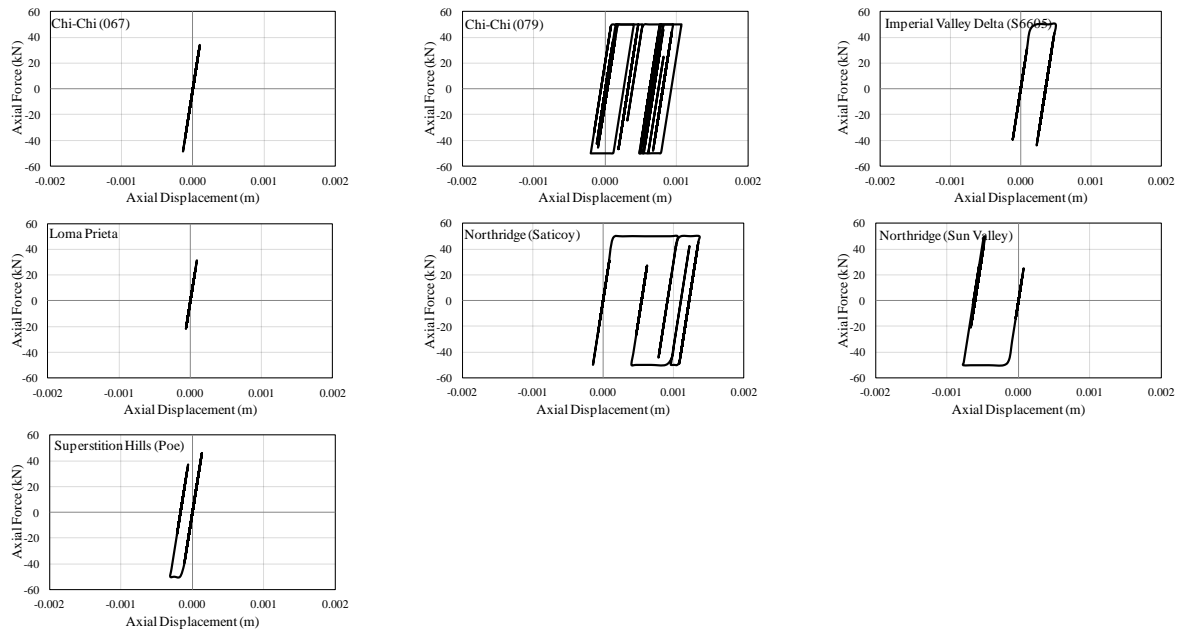 Chi-Chi (067)
Axial Force (kN)
60
40
20
0
-20
-40
-60
-0.002 -0.001 0.000 0.001 0.002
Axial Displacement (m)
Chi-Chi (079)
Axial Force (kN)
60
40
20
0
-20
-40
-60
-0.002 -0.001 0.000 0.001 0.002
Axial Displacement (m)
Imperial Valley Delta (S6605)
Axial Force (kN)
60
40
20
0
-20
-40
-60
-0.002 -0.001 0.000 0.001 0.002
Axial Displacement (m)
Loma Prieta
Axial Force (kN)
60
40
20
0
-20
-40
-60
-0.002 -0.001 0.000 0.001 0.002
Axial Displacement (m)
Northridge (Saticoy)
Axial Force (kN)
60
40
20
0
-20
-40
-60
-0.002 -0.001 0.000 0.001 0.002
Axial Displacement (m)
Northridge (Sun Valley)
Axial Force (kN)
60
40
20
0
-20
-40
-60
-0.002 -0.001 0.000 0.001 0.002
Axial Displacement (m)
Superstition Hills (Poe)
Axial Force (kN)
60
40
20
0
-20
-40
-60
-0.002 -0.001 0.000 0.001 0.002
Axial Displacement (m)